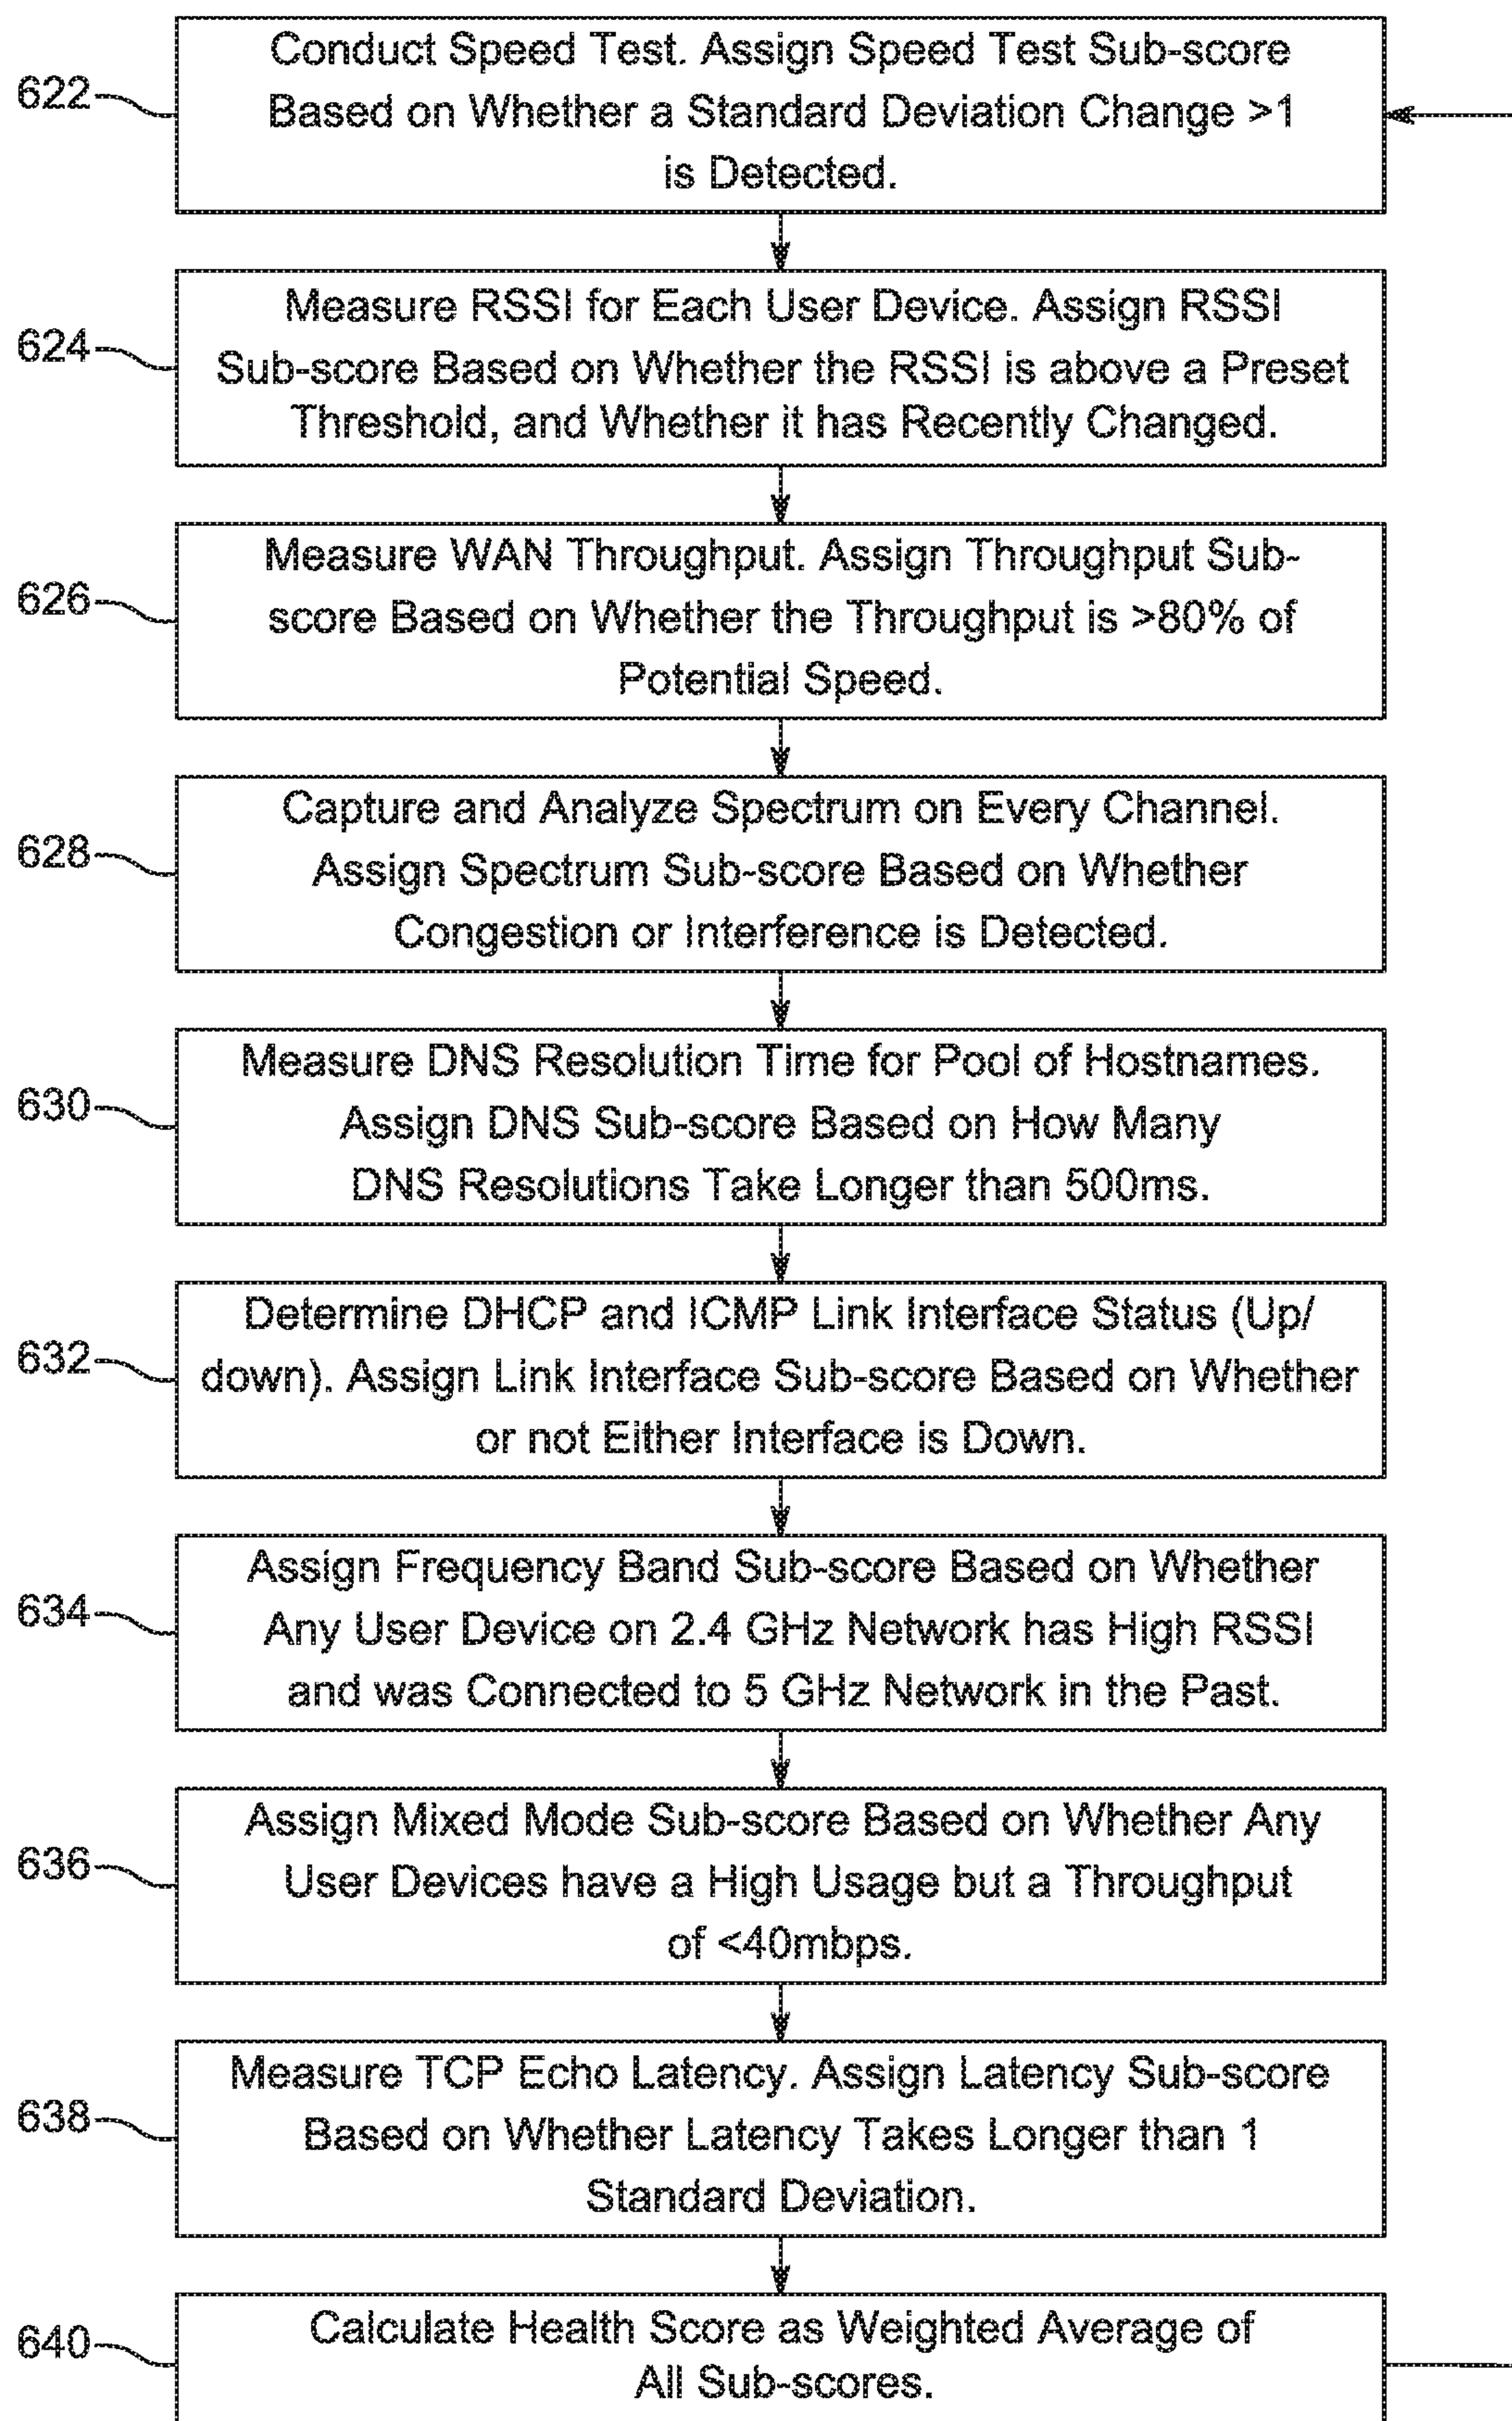 622
Conduct Speed Test. Assign Speed Test Sub-score
Based on Whether a Standard Deviation Change >1
is Detected.
624
Measure RSSI for Each User Device. Assign RSSI
Sub-score Based on Whether the RSSI is above a Preset
Threshold, and Whether it has Recently Changed.
626
Measure WAN Throughput. Assign Throughput Sub-
score Based on Whether the Throughput is >80% of
Potential Speed.
628
Capture and Analyze Spectrum on Every Channel.
Assign Spectrum Sub-score Based on Whether
Congestion or Interference is Detected.
630
Measure DNS Resolution Time for Pool of Hostnames.
Assign DNS Sub-score Based on How Many
DNS Resolutions Take Longer than 500ms.
632
Determine DHCP and ICMP Link Interface Status (Up/
down). Assign Link Interface Sub-score Based on Whether
or not Either Interface is Down.
634
Assign Frequency Band Sub-score Based on Whether
Any User Device on 2.4 GHz Network has High RSSI
and was Connected to 5 GHz Network in the Past.
636
Assign Mixed Mode Sub-score Based on Whether Any
User Devices have a High Usage but a Throughput
of <40mbps.
638
Measure TCP Echo Latency. Assign Latency Sub-score
Based on Whether Latency Takes Longer than 1
Standard Deviation.
640
Calculate Health Score as Weighted Average of
All Sub-scores.